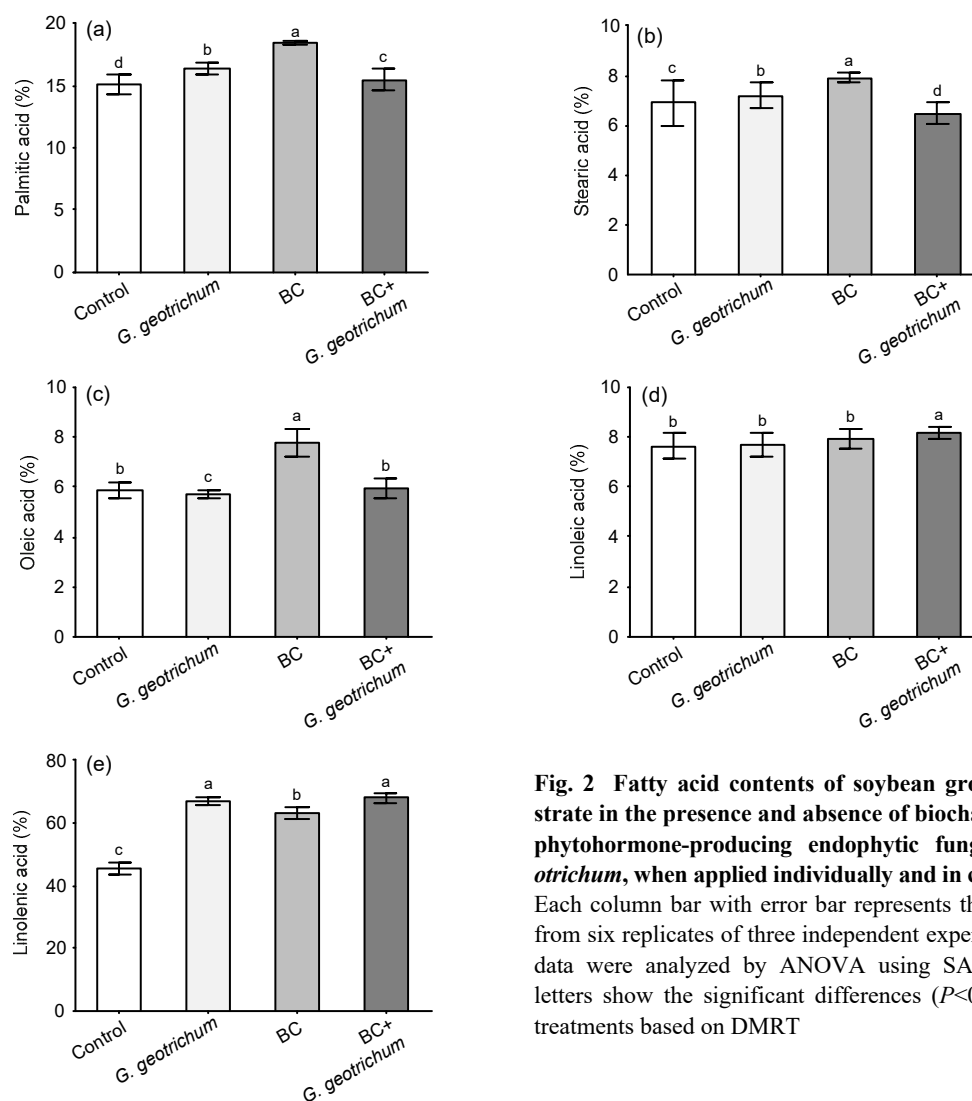 (a)
a
b
c
d
20
15
10
5
0
Palmitic acid (%)
Control
G. geotrichum
BC
BC+
G. geotrichum
(b)
a
b
c
d
10
8
6
4
2
0
Stearic acid (%)
Control
G. geotrichum
BC
BC+
G. geotrichum
(c)
a
b
c
b
10
8
6
4
2
0
Oleic acid (%)
Control
G. geotrichum
BC
BC+
G. geotrichum
(d)
b
b
b
a
10
8
6
4
2
0
Linoleic acid (%)
Control
G. geotrichum
BC
BC+
G. geotrichum
(e)
c
a
b
a
80
60
40
20
0
Linolenic acid (%)
Control
G. geotrichum
BC
BC+
G. geotrichum
Fig. 2 Fatty acid contents of soybean
strate in the presence and absence of
phytohormone-producing endophytic
otrichum, when applied individually and in
Each column bar with error bar represents
from six replicates of three independent
data were analyzed by ANOVA using
letters show the significant differences (P<0
treatments based on DMRT